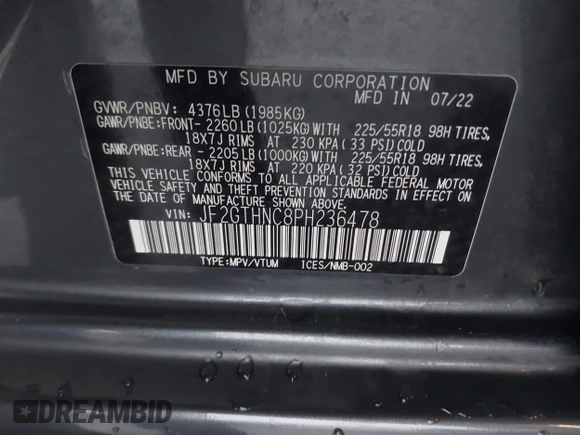 MFD BY SUBARU CORPORATION
MFD IN 07/22
GVWR/PNBV: 4376LB(1985KG)
GAWR/PNBE:FRONT- 2260LB(1025KG)WITH 225/55R18 98H TIRES,
18X7J RIMS AT 230 KPA(33 PSI)COLD
GAWR/PNBE:REAR - 2205LB(1000KG)WITH 225/55R18 98H TIRES,
18X7J RIMS AT 220 KPA(32 PSI)COLD
THIS VEHICLE CONFORMS TO ALL APPLICABLE FEDERAL MOTOR
VEHICLE SAFETY AND BUMPER STANDARDS IN EFFECT ON
THE DATE OF MANUFACTURE SHOWN ABOVE.
VIN: JF2GTHNC8PH236478
TYPE:MPV/VTUM ICES/NMB-002
DREAMBID